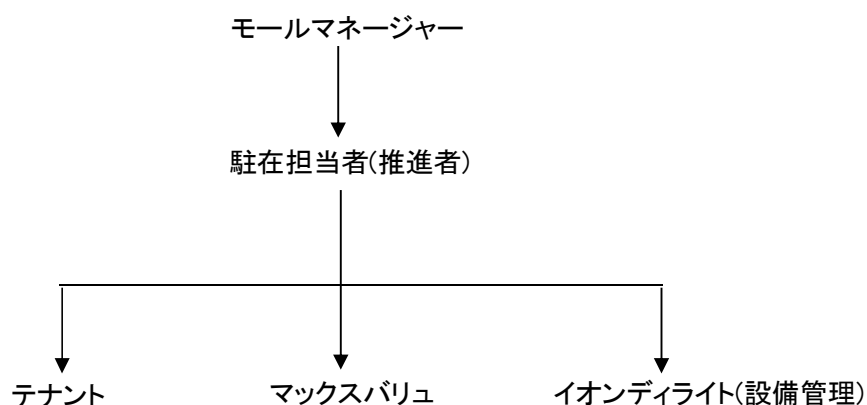 モールマネージャー
駐在担当者(推進者)
テナント
マックスバリュ
イオンディライト(設備管理)